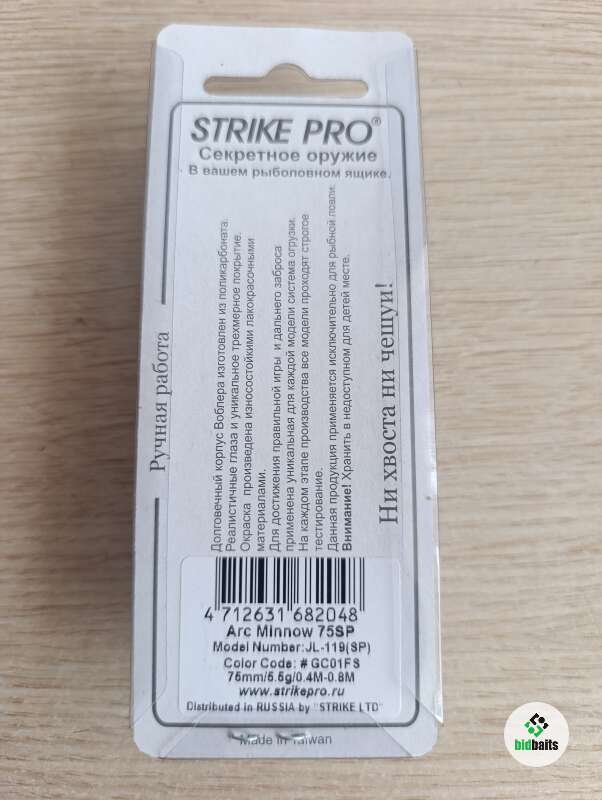 STRIKE PRO®
Секретное оружие
В вашем рыболовном ящике.
Ручная работа
Долговечный корпус Воблера изготовлен из поликарбоната.
Реалистичные глаза и уникальное трехмерное покрытие.
Окраска произведена износостойкими лакокрасочными
материалами.
Для достижения правильной игры и дальнего заброса
применена уникальная для каждой модели система огрузки.
На каждом этапе производства все модели проходят строгое
тестирование.
Данная продукция применяется исключительно для рыбной ловли.
Внимание! Хранить в недоступном для детей месте.
Ни хвоста ни чешуи!
4 712631 682048
Arc Minnow 75SP
Model Number:JL-119(SP)
Color Code: # GC01FS
75mm/5.5g/0.4M-0.8M
www.strikepro.ru
Distributed in RUSSIA by "STRIKE LTD"
Made in Taiwan
bidbaits